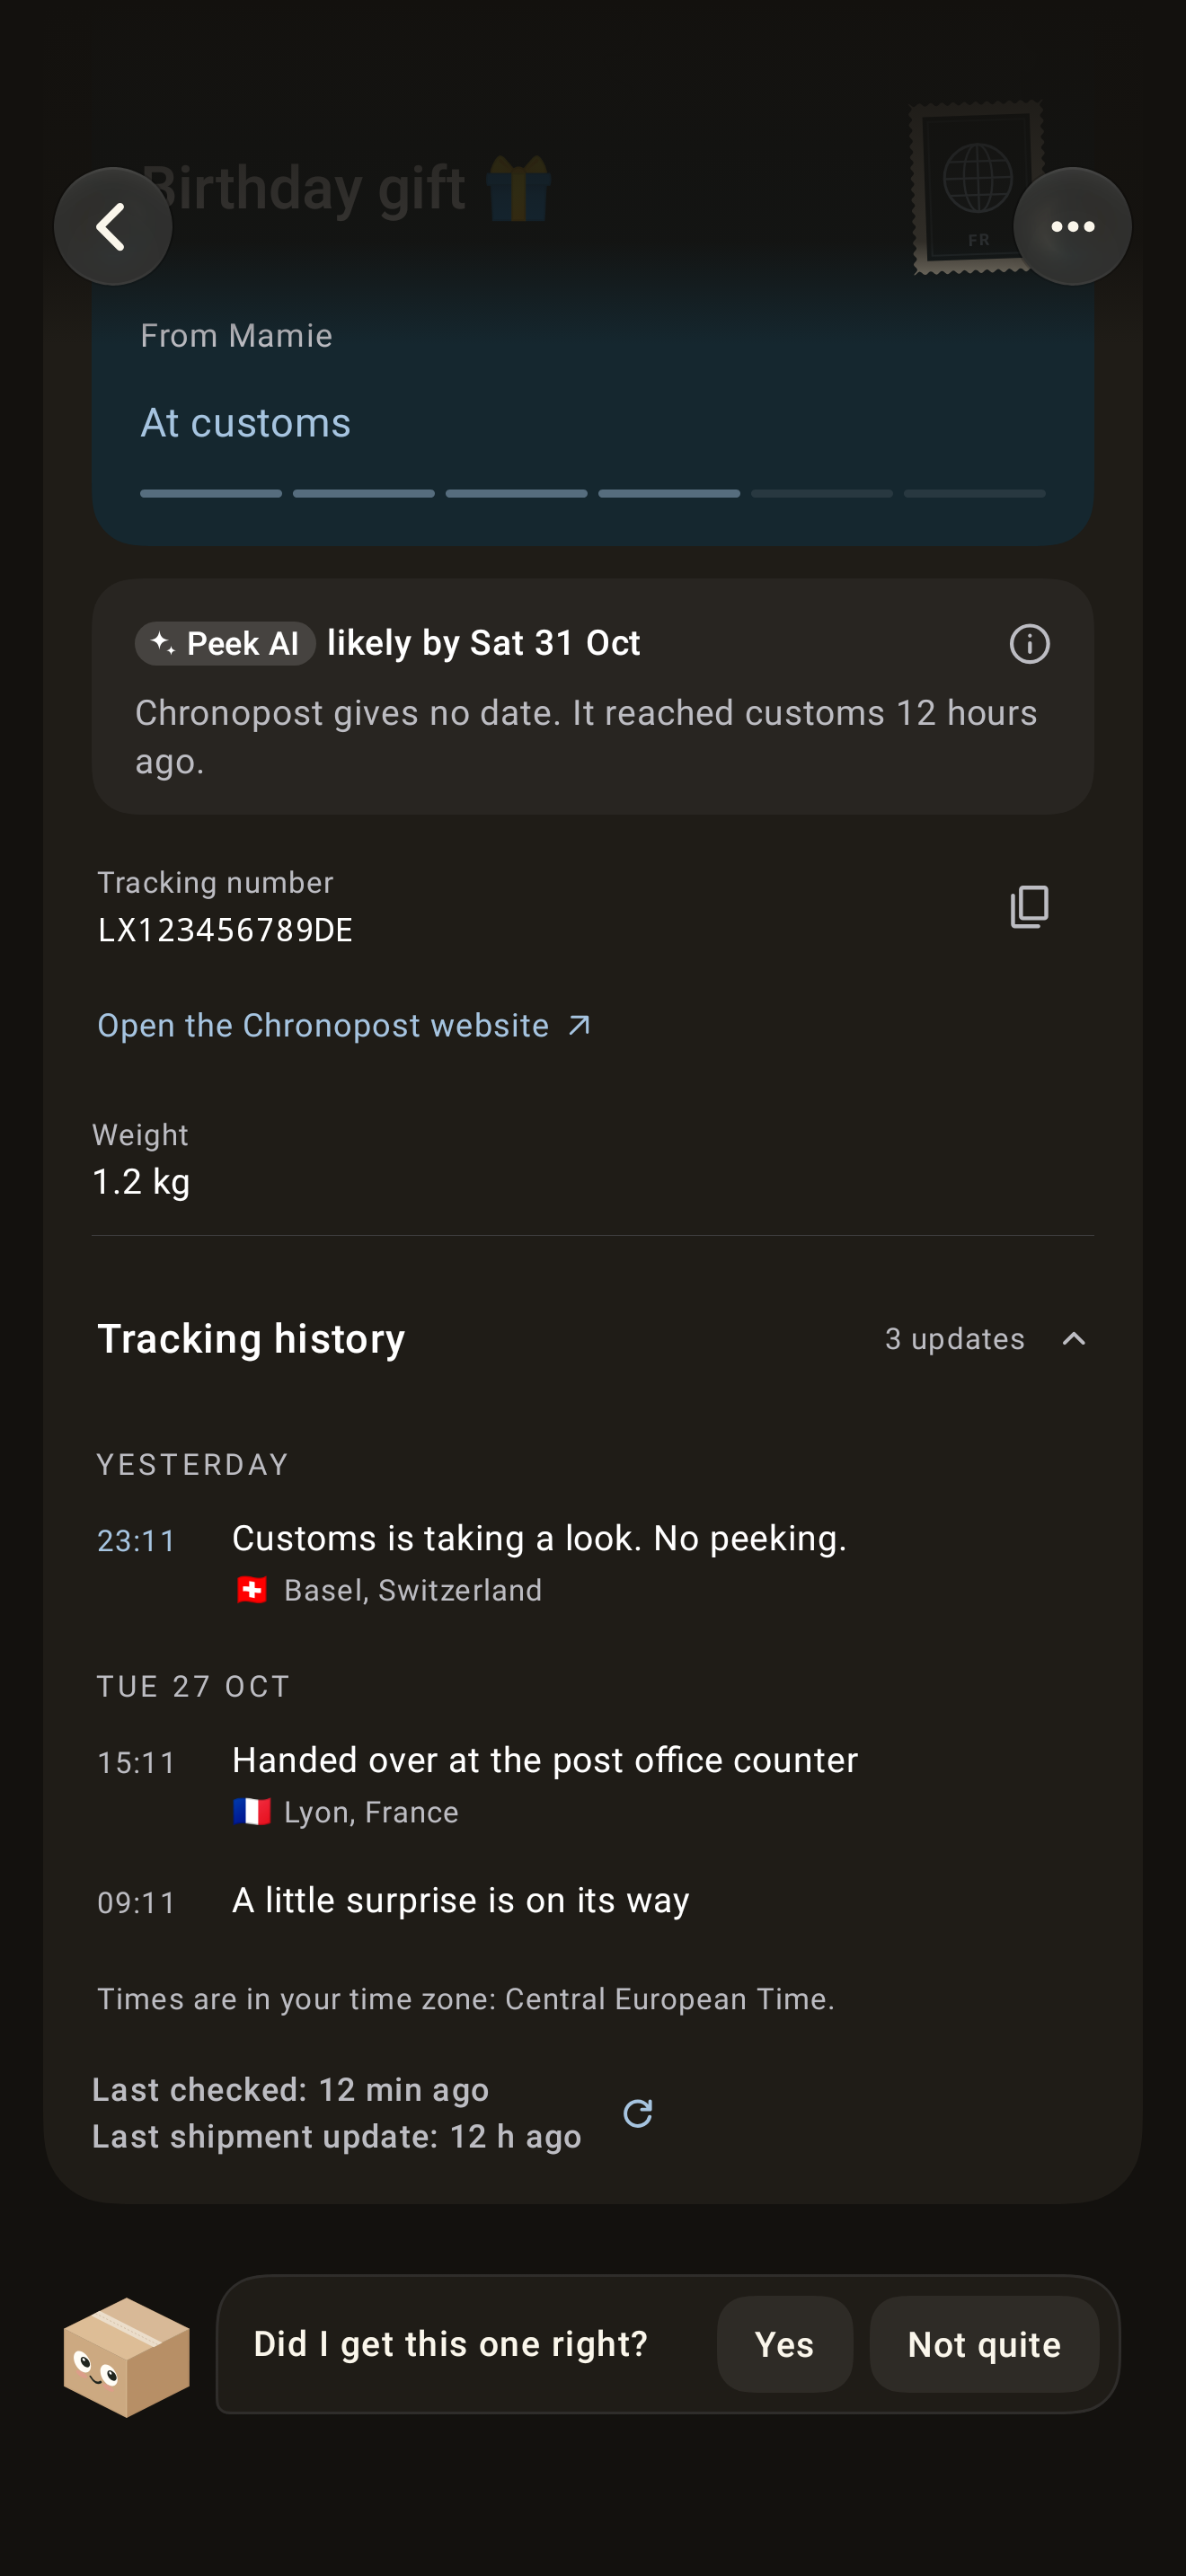 Birthday gift 🎁
FR
From Mamie
At customs
Peek AI likely by Sat 31 Oct
Chronopost gives no date. It reached customs 12 hours
ago.
Tracking number
LX123456789DE
Open the Chronopost website
Weight
1.2 kg
Tracking history
3 updates
YESTERDAY
23:11 Customs is taking a look. No peeking.
🇨🇭 Basel, Switzerland
TUE 27 OCT
15:11 Handed over at the post office counter
🇫🇷 Lyon, France
09:11 A little surprise is on its way
Times are in your time zone: Central European Time.
Last checked: 12 min ago
Last shipment update: 12 h ago
Did I get this one right?
Yes
Not quite